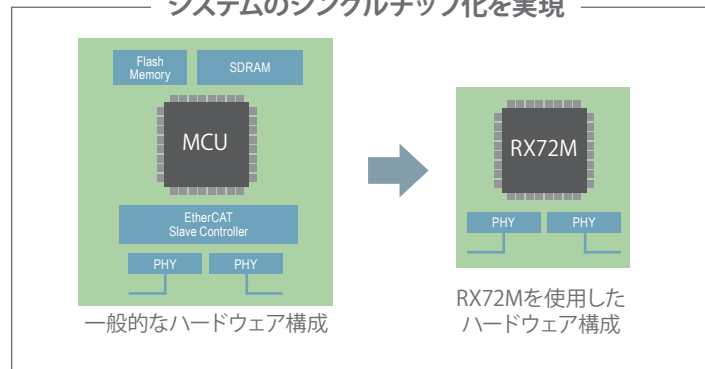 システムのシングルチップ化を実現
Flash
Memory
SDRAM
MCU
EtherCAT
Slave Controller
PHY
PHY
一般的なハードウェア構成
RX72M
PHY
PHY
RX72Mを使用した
ハードウェア構成